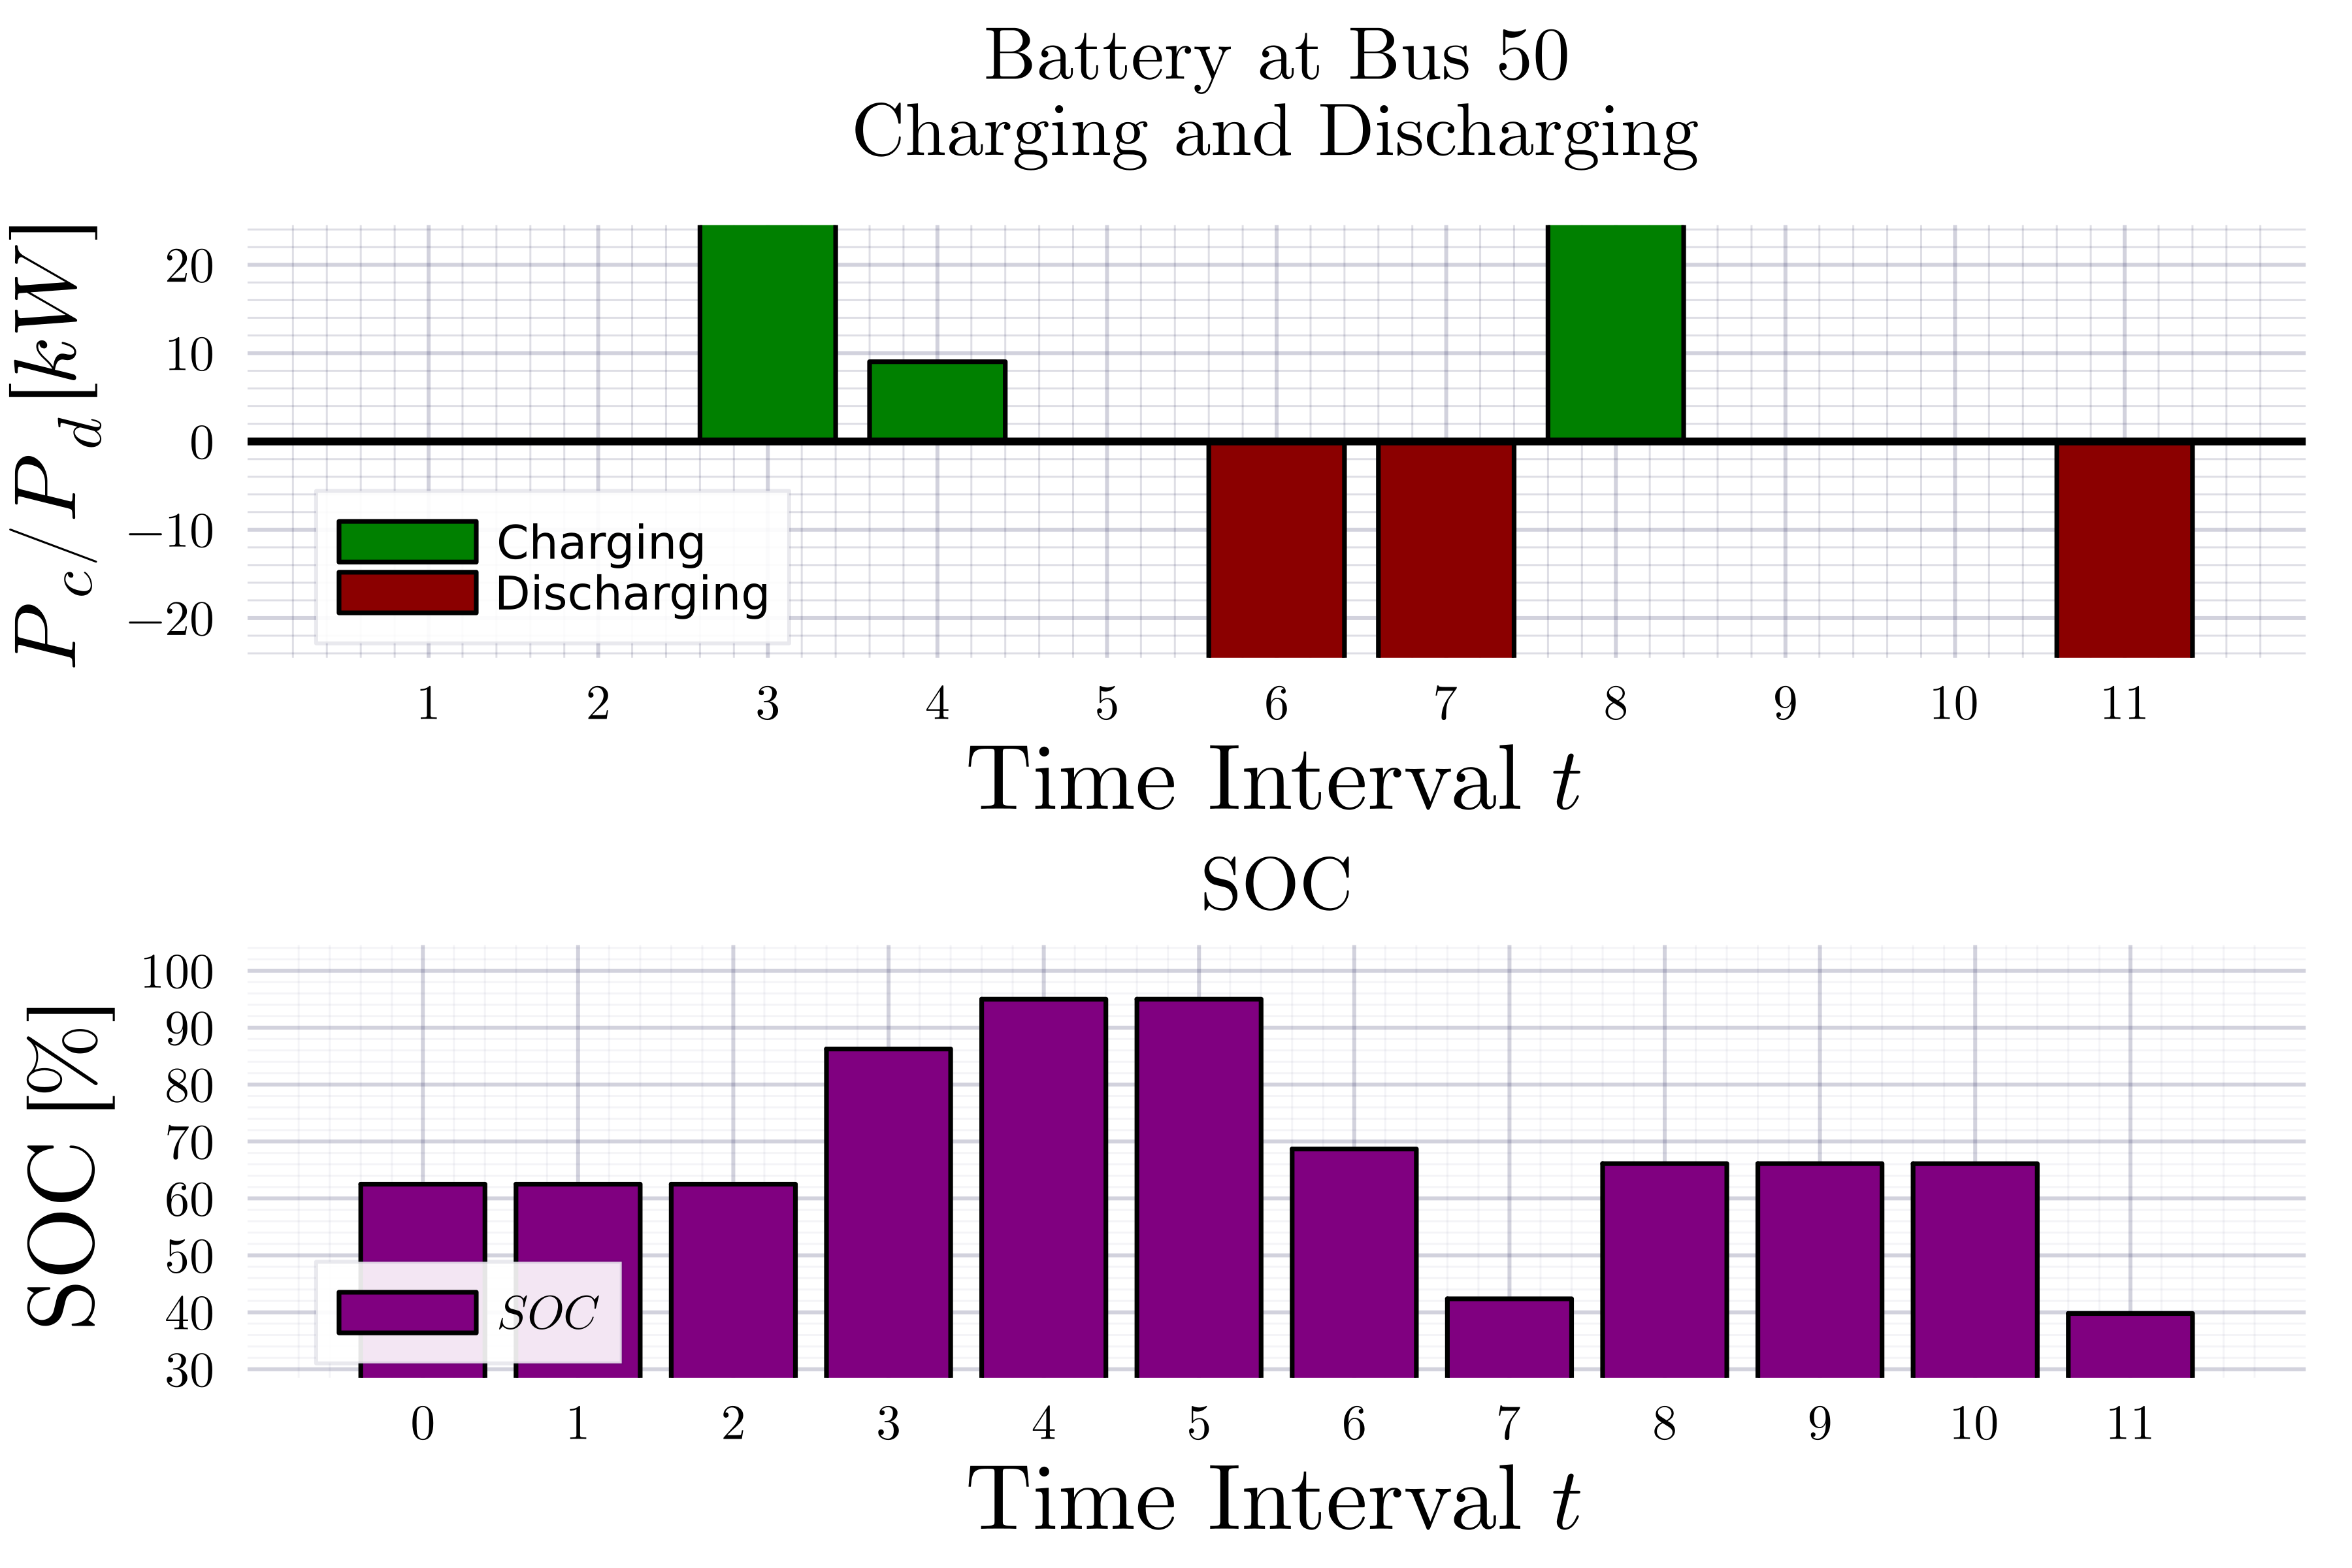 Battery at Bus 50
Charging and Discharging
P_c/P_d [kW]
20
10
0
−10
−20
Charging
Discharging
1 2 3 4 5 6 7 8 9 10 11
Time Interval t
SOC
SOC [%]
100
90
80
70
60
50
40
30
SOC
0 1 2 3 4 5 6 7 8 9 10 11
Time Interval t